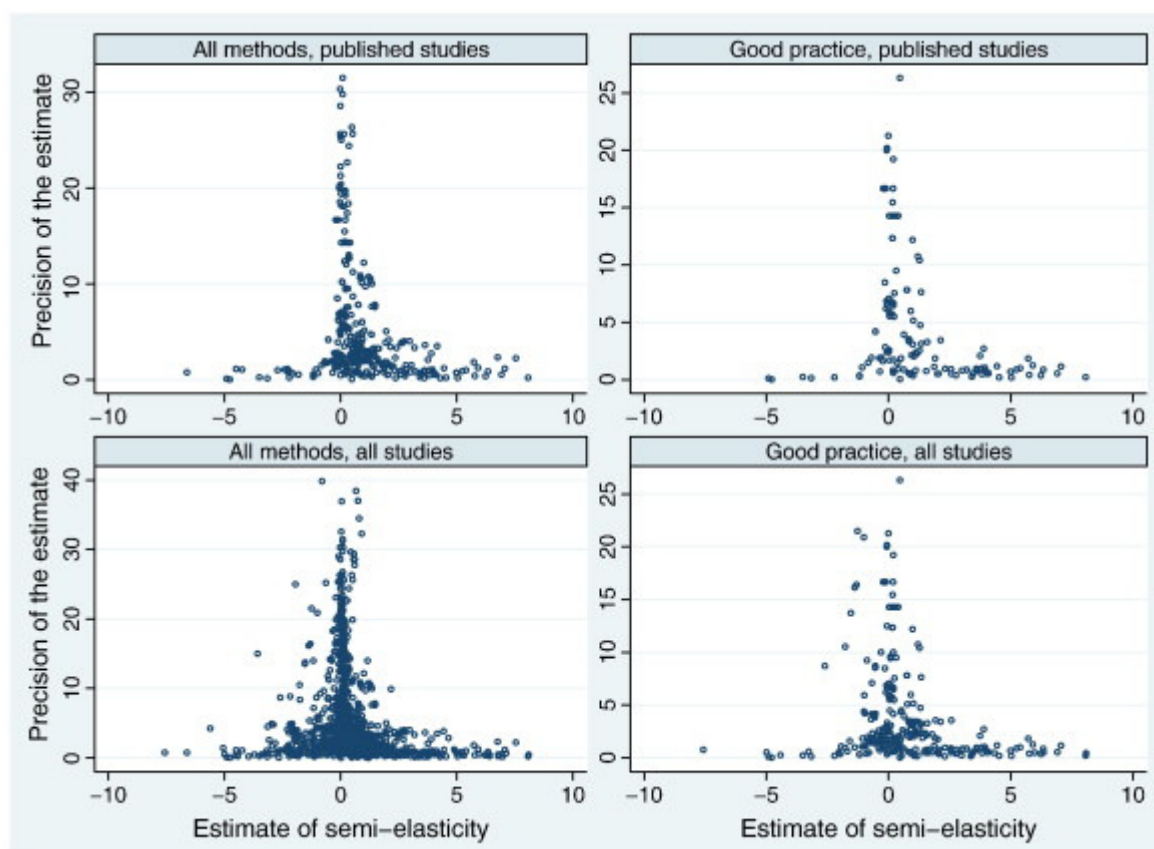 All methods, published studies
Good practice, published studies
Precision of the estimate
30
20
10
0
25
20
15
10
5
0
−10 −5 0 5 10
−10 −5 0 5 10
All methods, all studies
Good practice, all studies
Precision of the estimate
40
30
20
10
0
25
20
15
10
5
0
−10 −5 0 5 10
−10 −5 0 5 10
Estimate of semi−elasticity
Estimate of semi−elasticity